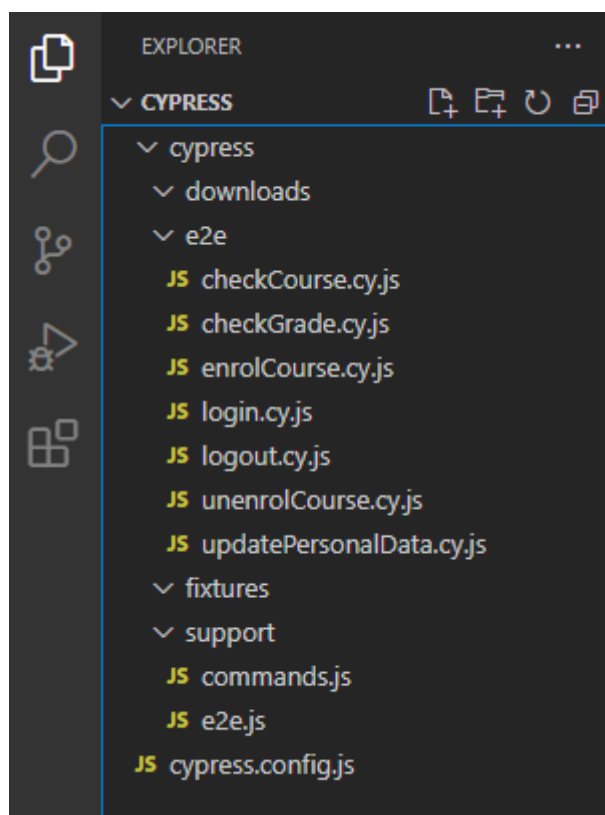 EXPLORER ...
CYPRESS
cypress
downloads
e2e
JS checkCourse.cy.js
JS checkGrade.cy.js
JS enrolCourse.cy.js
JS login.cy.js
JS logout.cy.js
JS unenrolCourse.cy.js
JS updatePersonalData.cy.js
fixtures
support
JS commands.js
JS e2e.js
JS cypress.config.js